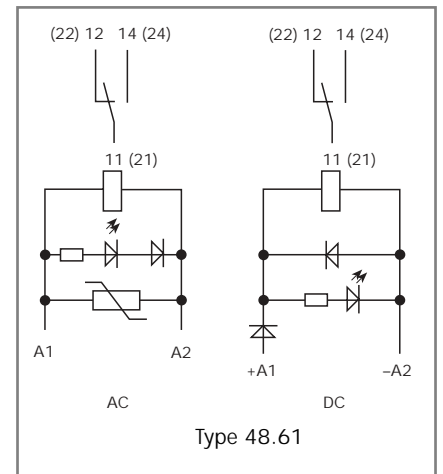 (22) 12 14 (24) (22) 12 14 (24)
11 (21) 11 (21)
A1 A2 +A1 –A2
AC DC
Type 48.61